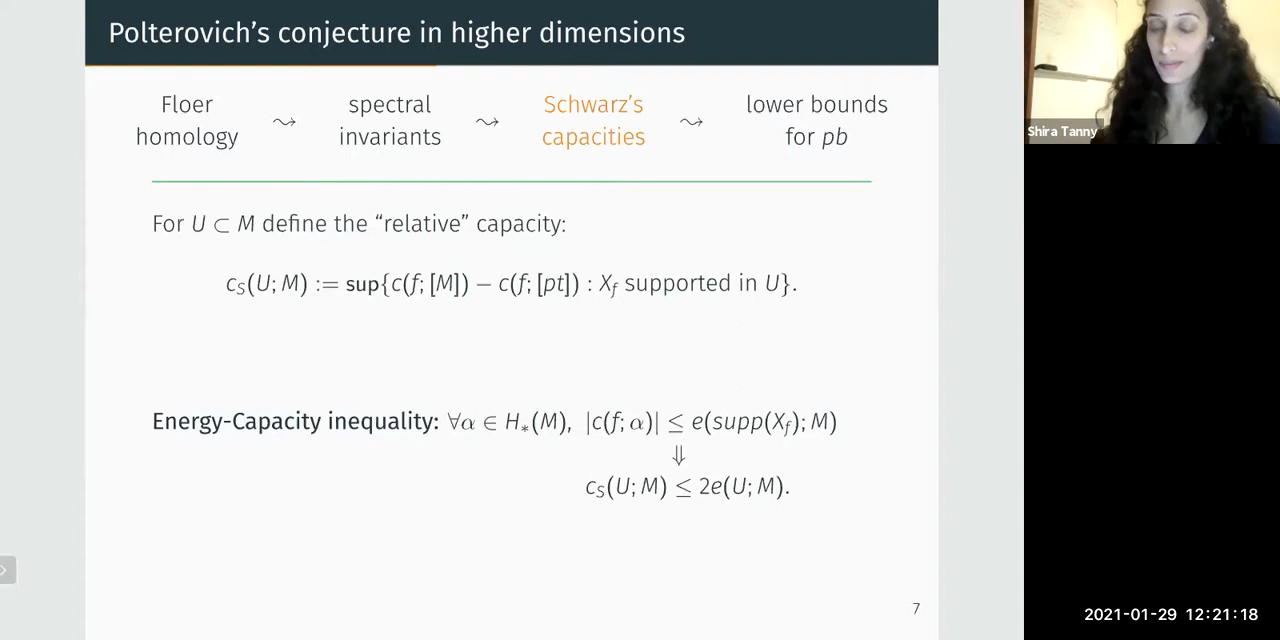 Polterovich's conjecture in higher dimensions
Floer homology ⇝ spectral invariants ⇝ Schwarz's capacities ⇝ lower bounds for pb
For U ⊂ M define the “relative” capacity:
c_S(U; M) := sup{c(f; [M]) − c(f; [pt]) : X_f supported in U}.
Energy-Capacity inequality: ∀α ∈ H_*(M), |c(f; α)| ≤ e(supp(X_f); M)
⇓
c_S(U; M) ≤ 2e(U; M).
7
Shira Tanny
2021-01-29 12:21:18